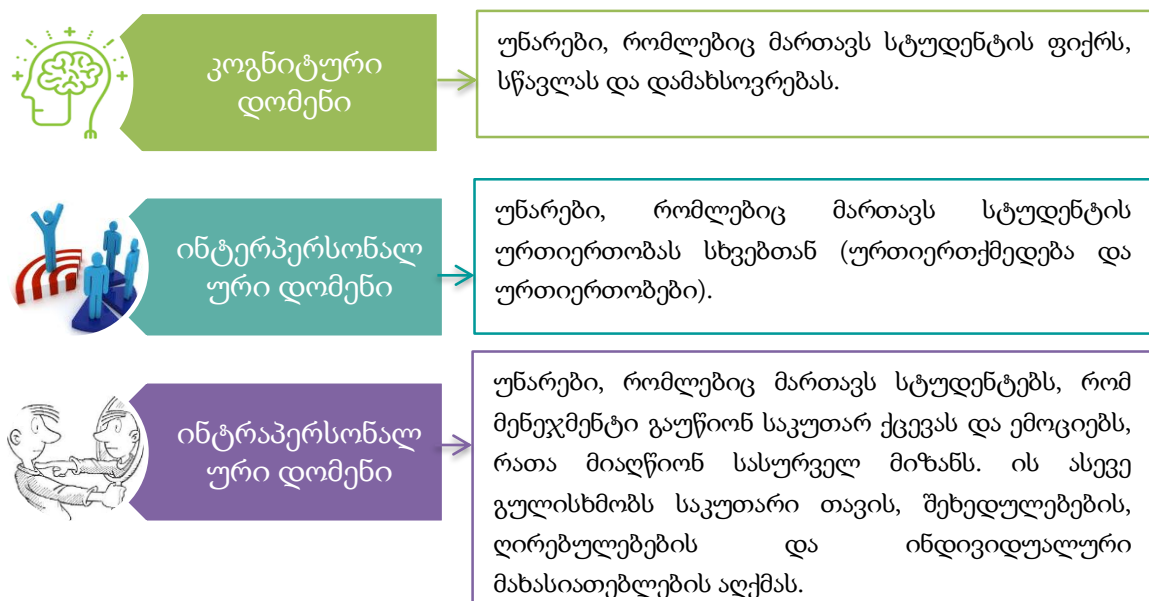 კოგნიტური
დომენი
უნარები, რომლებიც მართავს სტუდენტის ფიქრს,
სწავლას და დამახსოვრებას.
ინტერპერსონალ
ური დომენი
უნარები, რომლებიც მართავს სტუდენტის
ურთიერთობას სხვებთან (ურთიერთქმედება და
ურთიერთობები).
ინტრაპერსონალ
ური დომენი
უნარები, რომლებიც მართავს სტუდენტებს, რომ
მენეჯმენტი გაუწიონ საკუთარ ქცევას და ემოციებს,
რათა მიაღწიონ სასურველ მიზანს. ის ასევე
გულისხმობს საკუთარი თავის, შეხედულებების,
ღირებულებების და ინდივიდუალური
მახასიათებლების აღქმას.